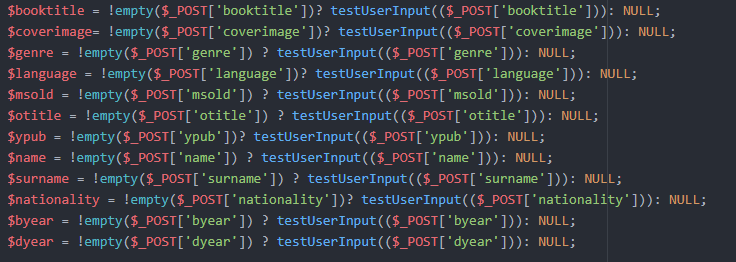 $booktitle = !empty($_POST['booktitle'])? testUserInput(($_POST['booktitle'])): NULL;
$coverimage= !empty($_POST['coverimage'])? testUserInput(($_POST['coverimage'])): NULL;
$genre = !empty($_POST['genre']) ? testUserInput(($_POST['genre'])): NULL;
$language = !empty($_POST['language'])? testUserInput(($_POST['language'])): NULL;
$msold = !empty($_POST['msold']) ? testUserInput(($_POST['msold'])): NULL;
$otitle = !empty($_POST['otitle']) ? testUserInput(($_POST['otitle'])): NULL;
$ypub = !empty($_POST['ypub'])? testUserInput(($_POST['ypub'])): NULL;
$name = !empty($_POST['name']) ? testUserInput(($_POST['name'])): NULL;
$surname = !empty($_POST['surname']) ? testUserInput(($_POST['surname'])): NULL;
$nationality = !empty($_POST['nationality'])? testUserInput(($_POST['nationality'])): NULL;
$byear = !empty($_POST['byear']) ? testUserInput(($_POST['byear'])): NULL;
$dyear = !empty($_POST['dyear']) ? testUserInput(($_POST['dyear'])): NULL;